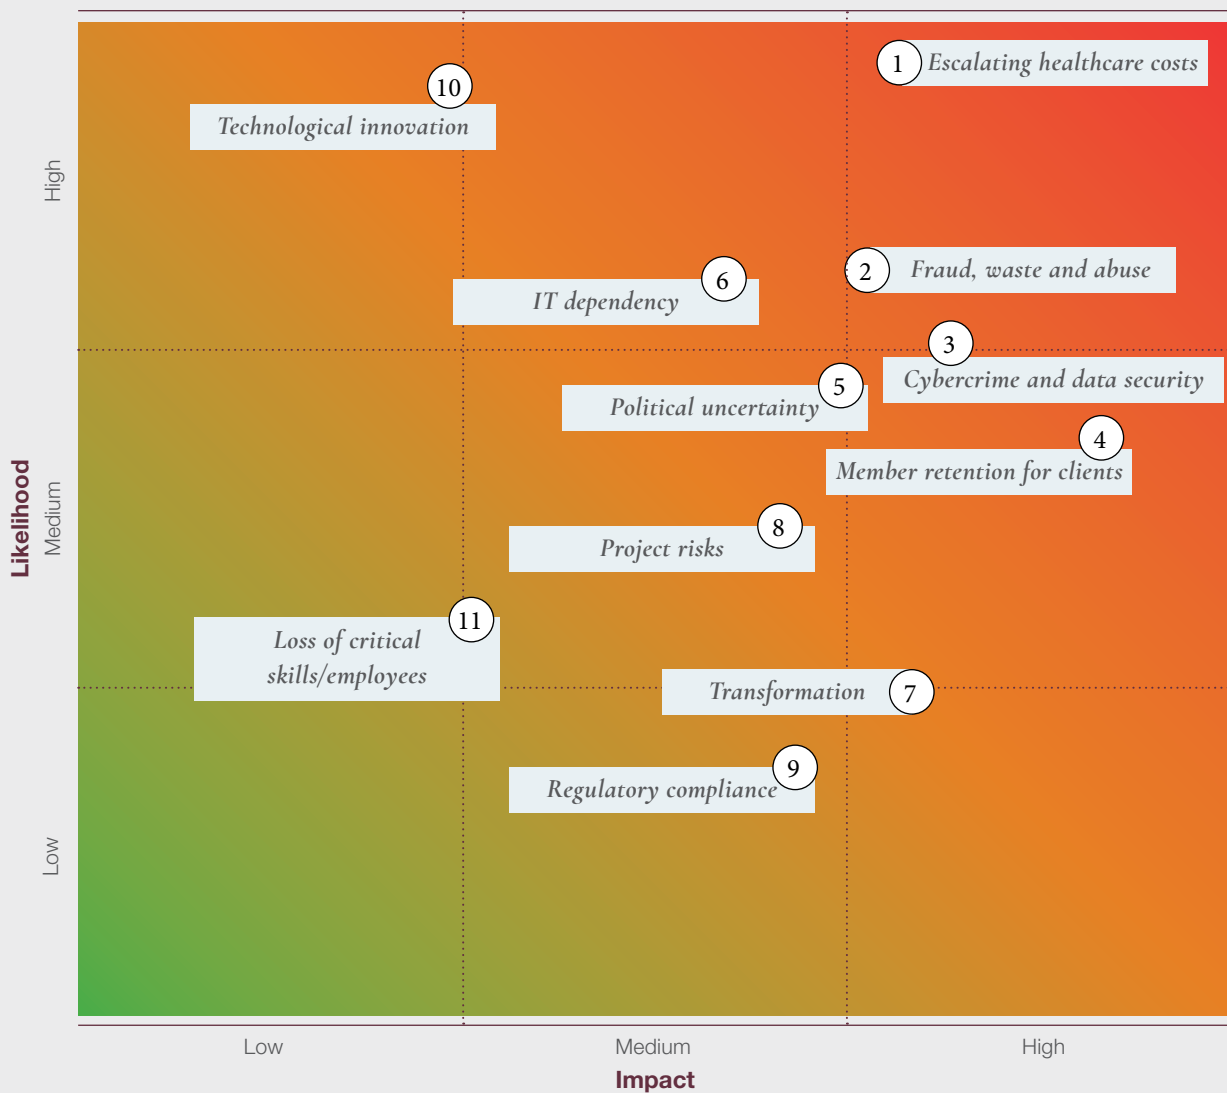 1
Escalating healthcare costs
10
Technological innovation
High
2
Fraud, waste and abuse
6
IT dependency
3
Cybercrime and data security
5
Political uncertainty
4
Member retention for clients
Likelihood
Medium
8
Project risks
11
Loss of critical
skills/employees
7
Transformation
9
Regulatory compliance
Low
Low
Medium
High
Impact